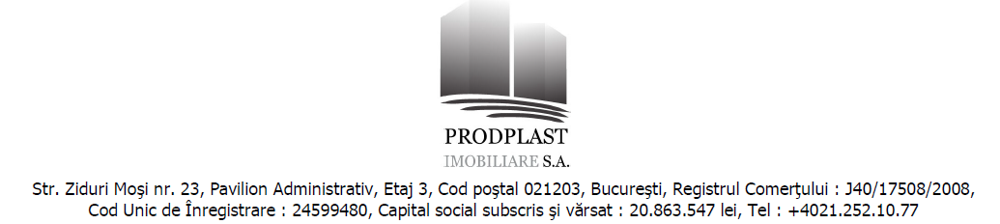 PRODPLAST
IMOBILIARE S.A.
Str. Ziduri Moşi nr. 23, Pavilion Administrativ, Etaj 3, Cod poştal 021203, Bucureşti, Registrul Comerţului : J40/17508/2008,
Cod Unic de Înregistrare : 24599480, Capital social subscris şi vărsat : 20.863.547 lei, Tel : +4021.252.10.77